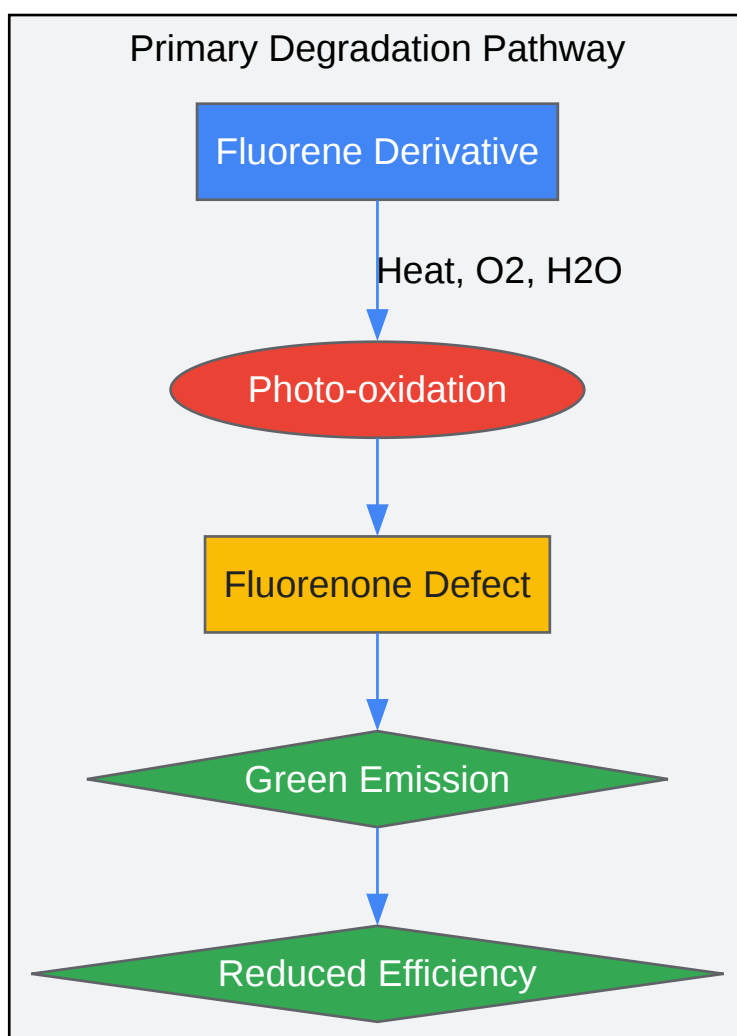 Primary Degradation Pathway
Fluorene Derivative
Heat, O2, H2O
Photo-oxidation
Fluorenone Defect
Green Emission
Reduced Efficiency